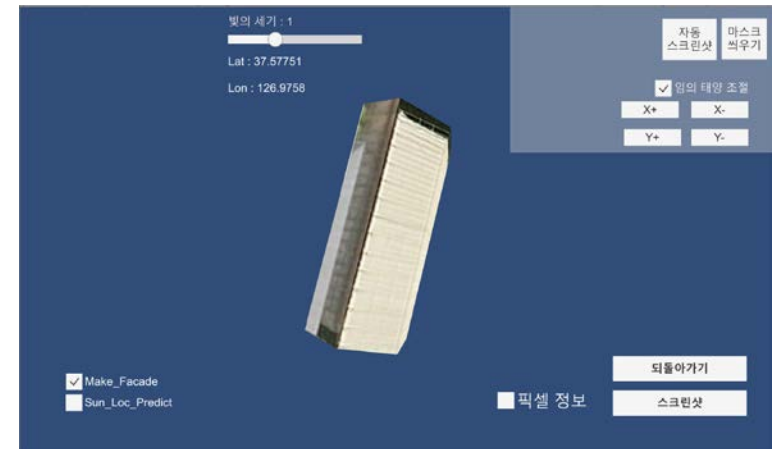 빛의 세기 : 1
Lat : 37.57751
Lon : 126.9758
자동
스크린샷
마스크
씌우기
임의 태양 조절
X+
X-
Y+
Y-
Make_Facade
Sun_Loc_Predict
픽셀 정보
되돌아가기
스크린샷